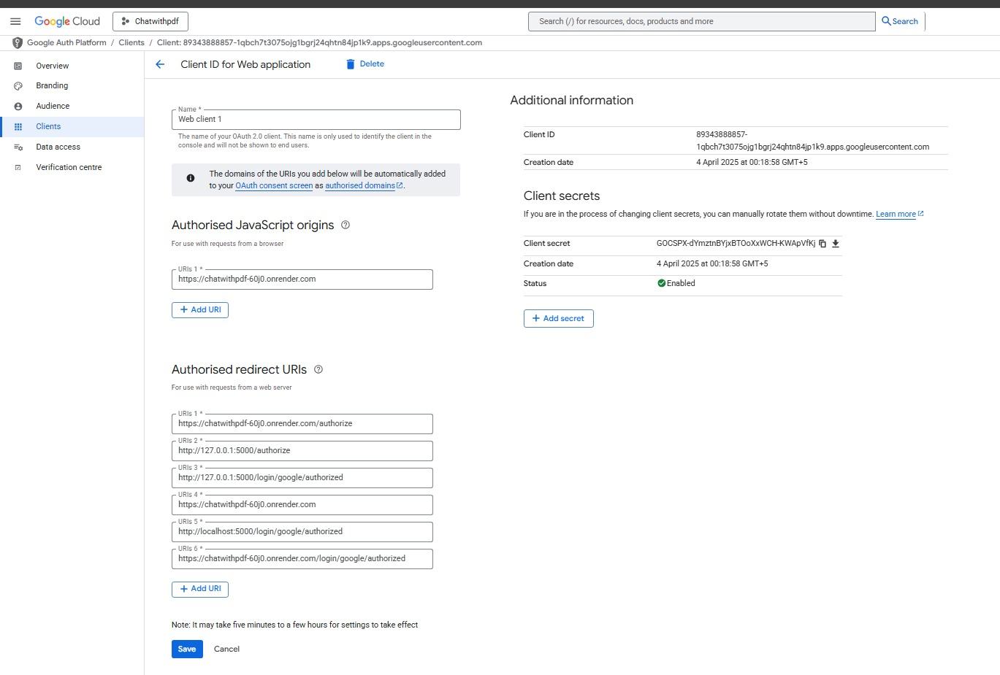 Google Cloud
Chatwithpdf
Search (/) for resources, docs, products and more
Search
Google Auth Platform / Clients / Client: 89343888857-1qbch7t3075ojg1bgrj24qhtn84jp1k9.apps.googleusercontent.com
Overview
Branding
Audience
Clients
Data access
Verification centre
Client ID for Web application
Delete
Name *
Web client 1
The name of your OAuth 2.0 client. This name is only used to identify the client in the
console and will not be shown to end users.
The domains of the URIs you add below will be automatically added
to your OAuth consent screen as authorised domains.
Authorised JavaScript origins
For use with requests from a browser
URIs 1 *
https://chatwithpdf-60j0.onrender.com
+ Add URI
Authorised redirect URIs
For use with requests from a web server
URIs 1 *
https://chatwithpdf-60j0.onrender.com/authorize
URIs 2 *
http://127.0.0.1:5000/authorize
URIs 3 *
http://127.0.0.1:5000/login/google/authorized
URIs 4 *
https://chatwithpdf-60j0.onrender.com
URIs 5 *
http://localhost:5000/login/google/authorized
URIs 6 *
https://chatwithpdf-60j0.onrender.com/login/google/authorized
+ Add URI
Note: It may take five minutes to a few hours for settings to take effect
Save
Cancel
Additional information
Client ID
89343888857-
1qbch7t3075ojg1bgrj24qhtn84jp1k9.apps.googleusercontent.com
Creation date
4 April 2025 at 00:18:58 GMT+5
Client secrets
If you are in the process of changing client secrets, you can manually rotate them without downtime. Learn more
Client secret
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
Creation date
4 April 2025 at 00:18:58 GMT+5
Status
Enabled
+ Add secret